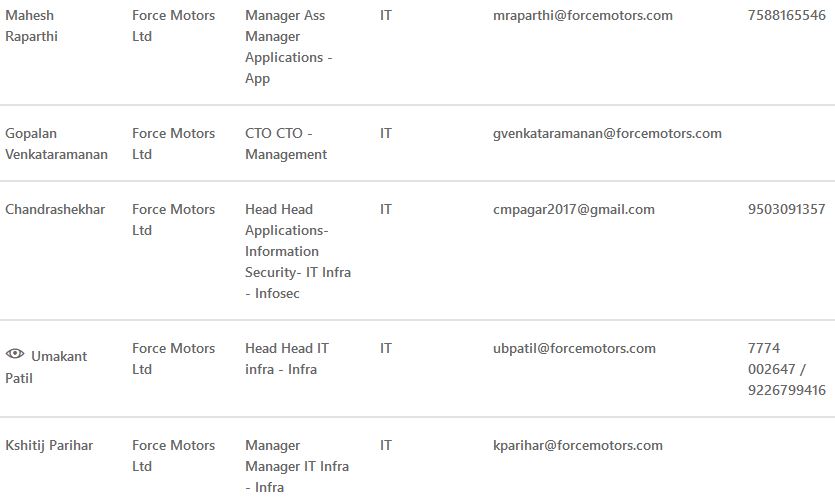 Mahesh Raparthi Force Motors Ltd Manager Ass Manager Applications - App IT mraparthi@forcemotors.com 7588165546
Gopalan Venkataramanan Force Motors Ltd CTO CTO - Management IT gvenkataramanan@forcemotors.com
Chandrashekhar Force Motors Ltd Head Head Applications- Information Security- IT Infra - Infosec IT cmpagar2017@gmail.com 9503091357
Umakant Patil Force Motors Ltd Head Head IT infra - Infra IT ubpatil@forcemotors.com 7774 002647 / 9226799416
Kshitij Parihar Force Motors Ltd Manager Manager IT Infra - Infra IT kparihar@forcemotors.com